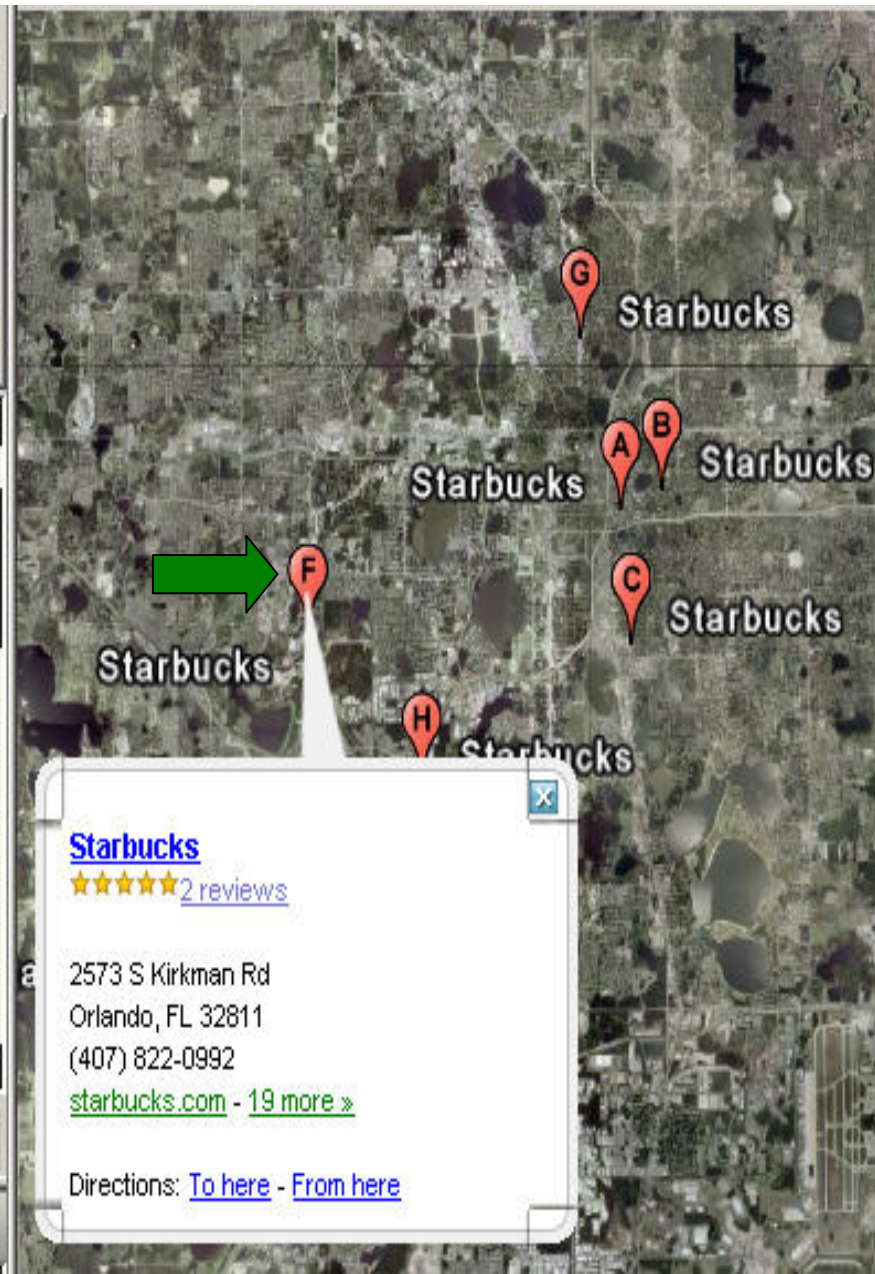 G
Starbucks
B
A
Starbucks
Starbucks
F
C
Starbucks
Starbucks
H
Starbucks
X
Starbucks
2 reviews
a
2573 S Kirkman Rd
Orlando, FL 32811
(407) 822-0992
starbucks.com - 19 more »
Directions: To here - From here